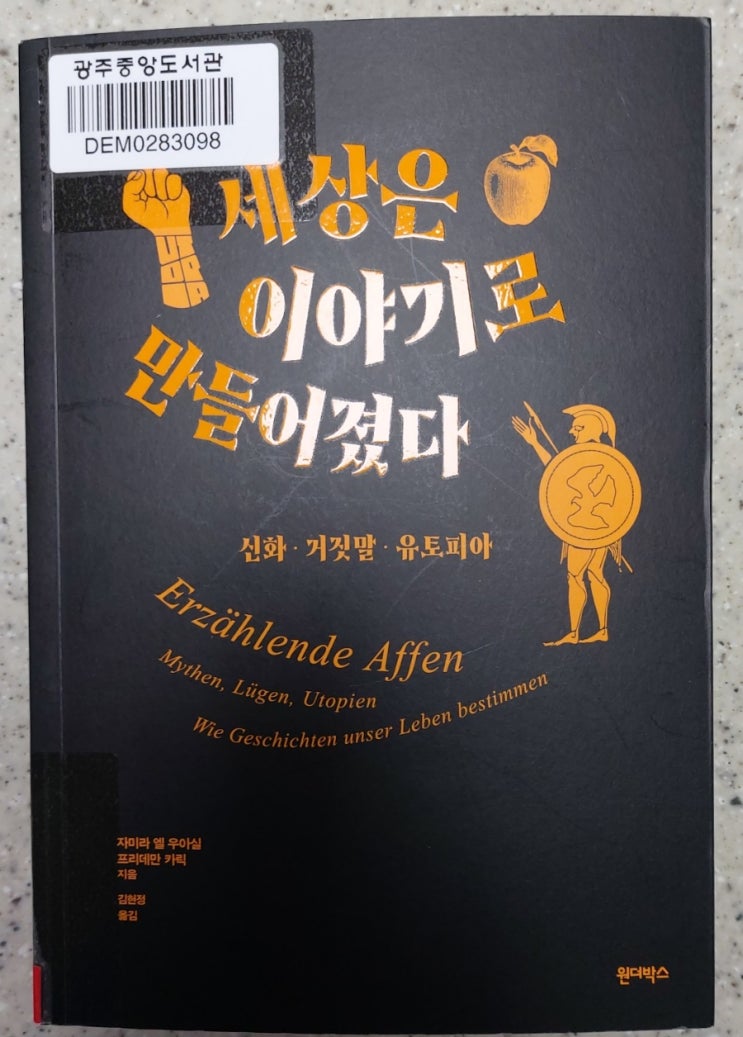 광주중앙도서관
DEM0283098
세상은
이야기로
만들어졌다
신화 · 거짓말 · 유토피아
Erzählende Affen
Mythen, Lügen, Utopien
Wie Geschichten unser Leben bestimmen
자미라 엘 우아실
프리데만 카릭
지음
김현정
옮김
원더박스